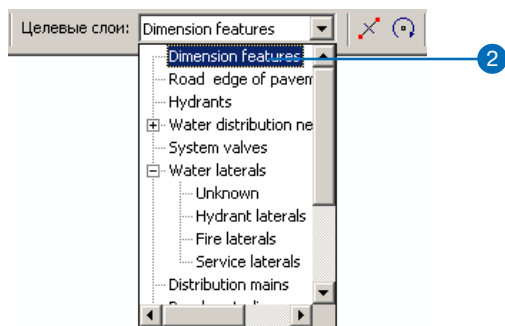 Целевые слои: Dimension features
Dimension features
2
Road edge of pavem
Hydrants
Water distribution ne
System valves
Water laterals
Unknown
Hydrant laterals
Fire laterals
Service laterals
Distribution mains